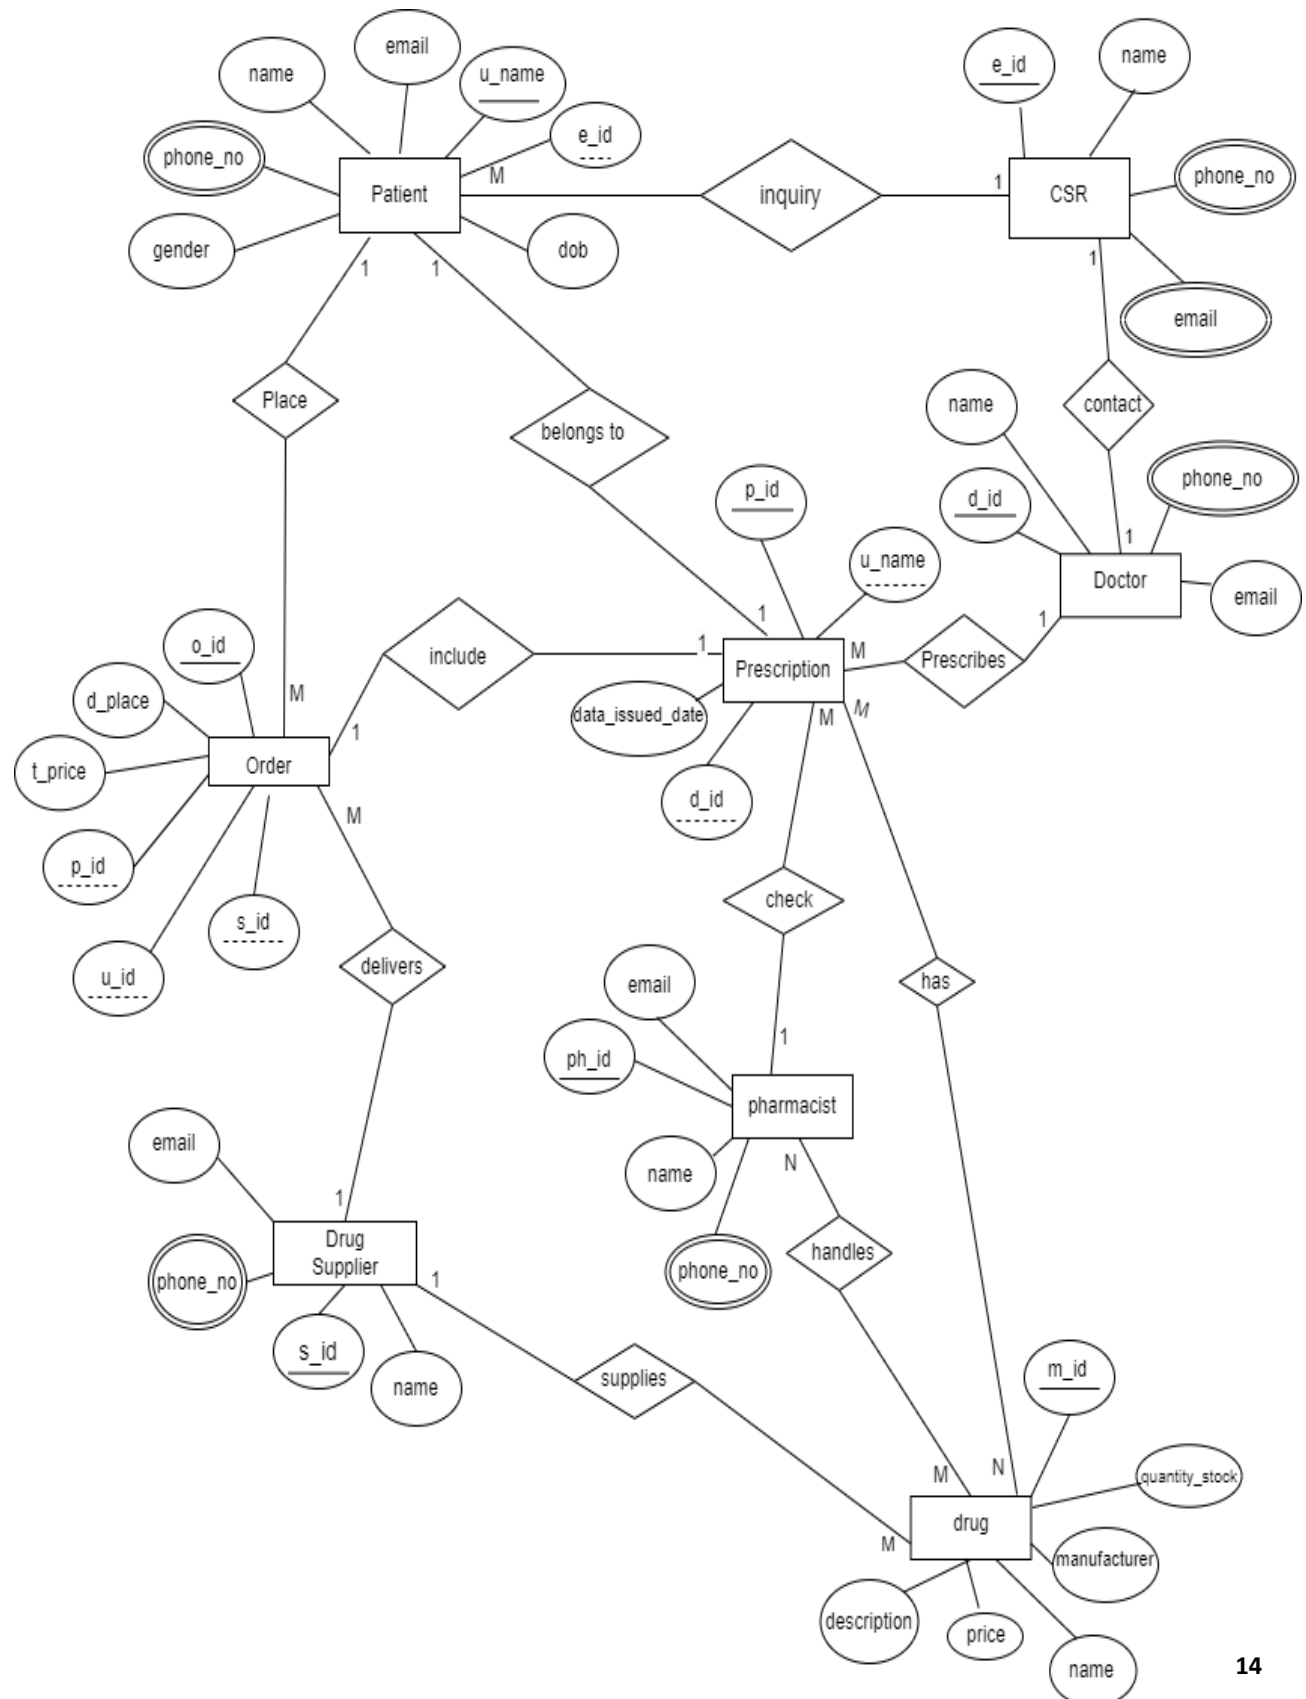 email
name
u_name
e_id
phone_no
Patient
M
gender
dob
1
1
inquiry
1
e_id
name
CSR
phone_no
1
email
Place
belongs to
contact
name
phone_no
d_id
1
Doctor
email
p_id
u_name
1
1
Prescription
M
Prescribes
1
data_issued_date
M
M
d_id
include
o_id
d_place
M
1
t_price
Order
M
p_id
s_id
u_id
delivers
check
has
email
ph_id
1
pharmacist
name
N
phone_no
handles
email
1
Drug
Supplier
phone_no
1
s_id
name
supplies
m_id
M
N
quantity_stock
drug
M
manufacturer
description
price
name
14